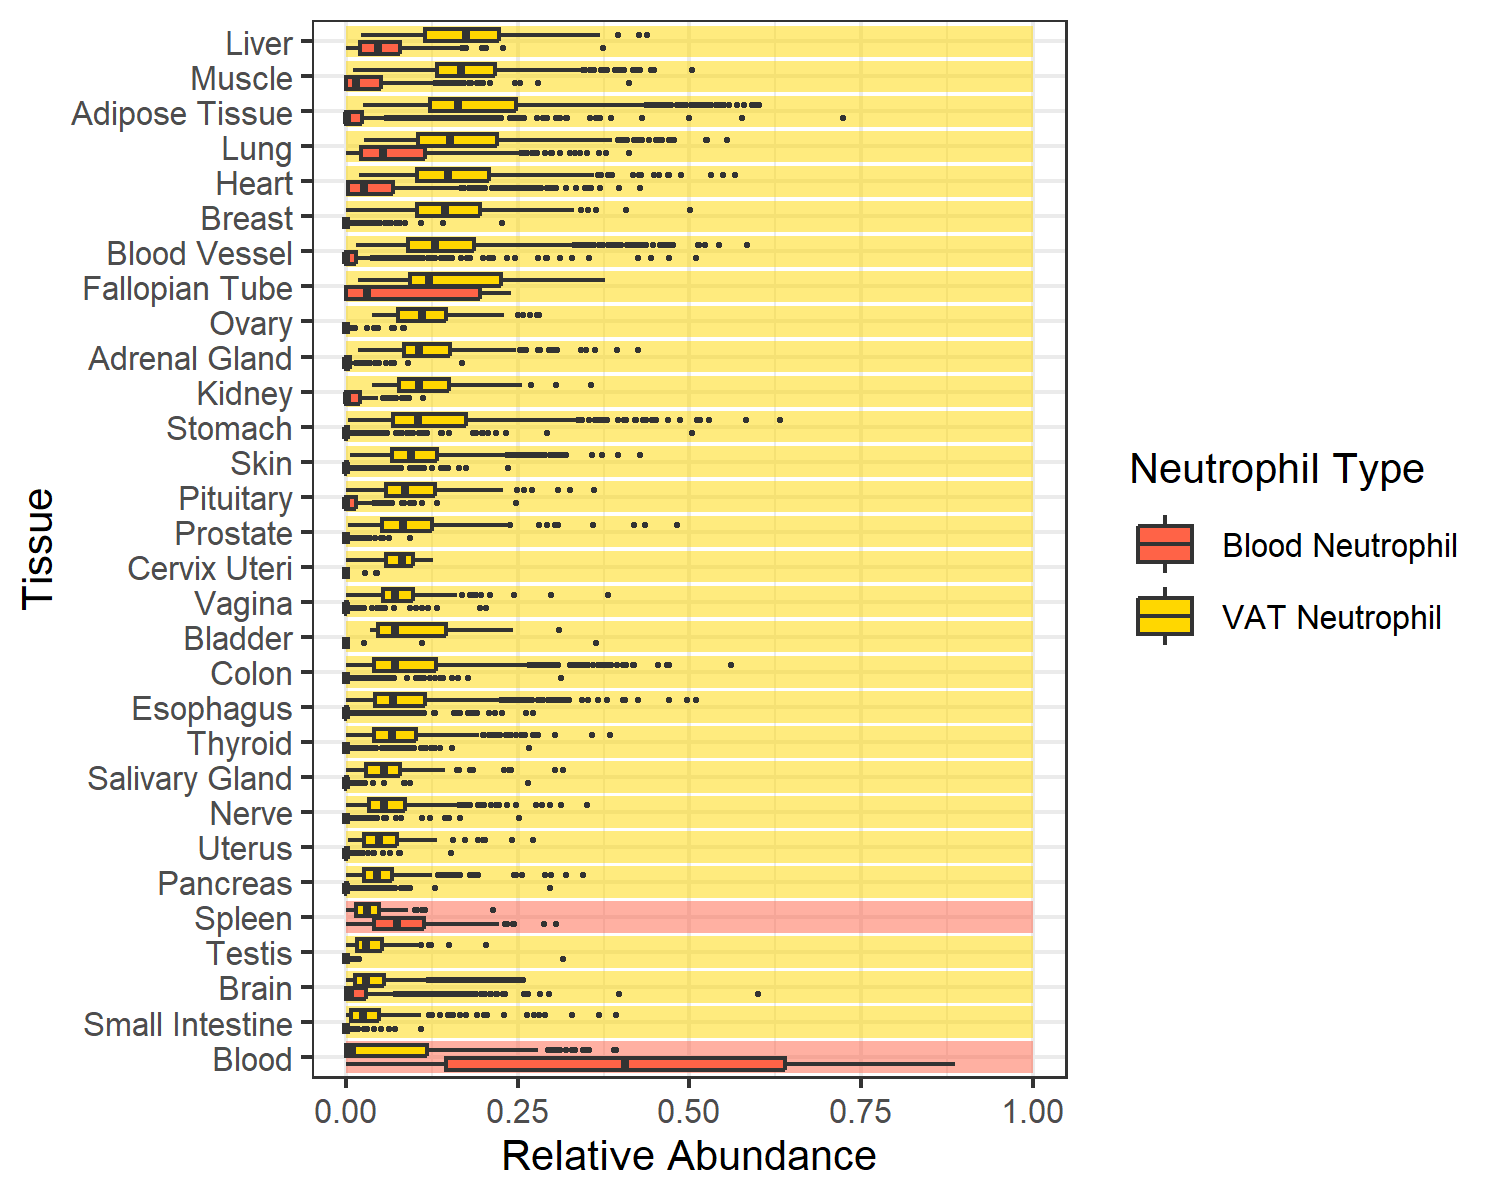 Tissue
Liver
Muscle
Adipose Tissue
Lung
Heart
Breast
Blood Vessel
Fallopian Tube
Ovary
Adrenal Gland
Kidney
Stomach
Skin
Pituitary
Prostate
Cervix Uteri
Vagina
Bladder
Colon
Esophagus
Thyroid
Salivary Gland
Nerve
Uterus
Pancreas
Spleen
Testis
Brain
Small Intestine
Blood
0.00 0.25 0.50 0.75 1.00
Relative Abundance
Neutrophil Type
Blood Neutrophil
VAT Neutrophil